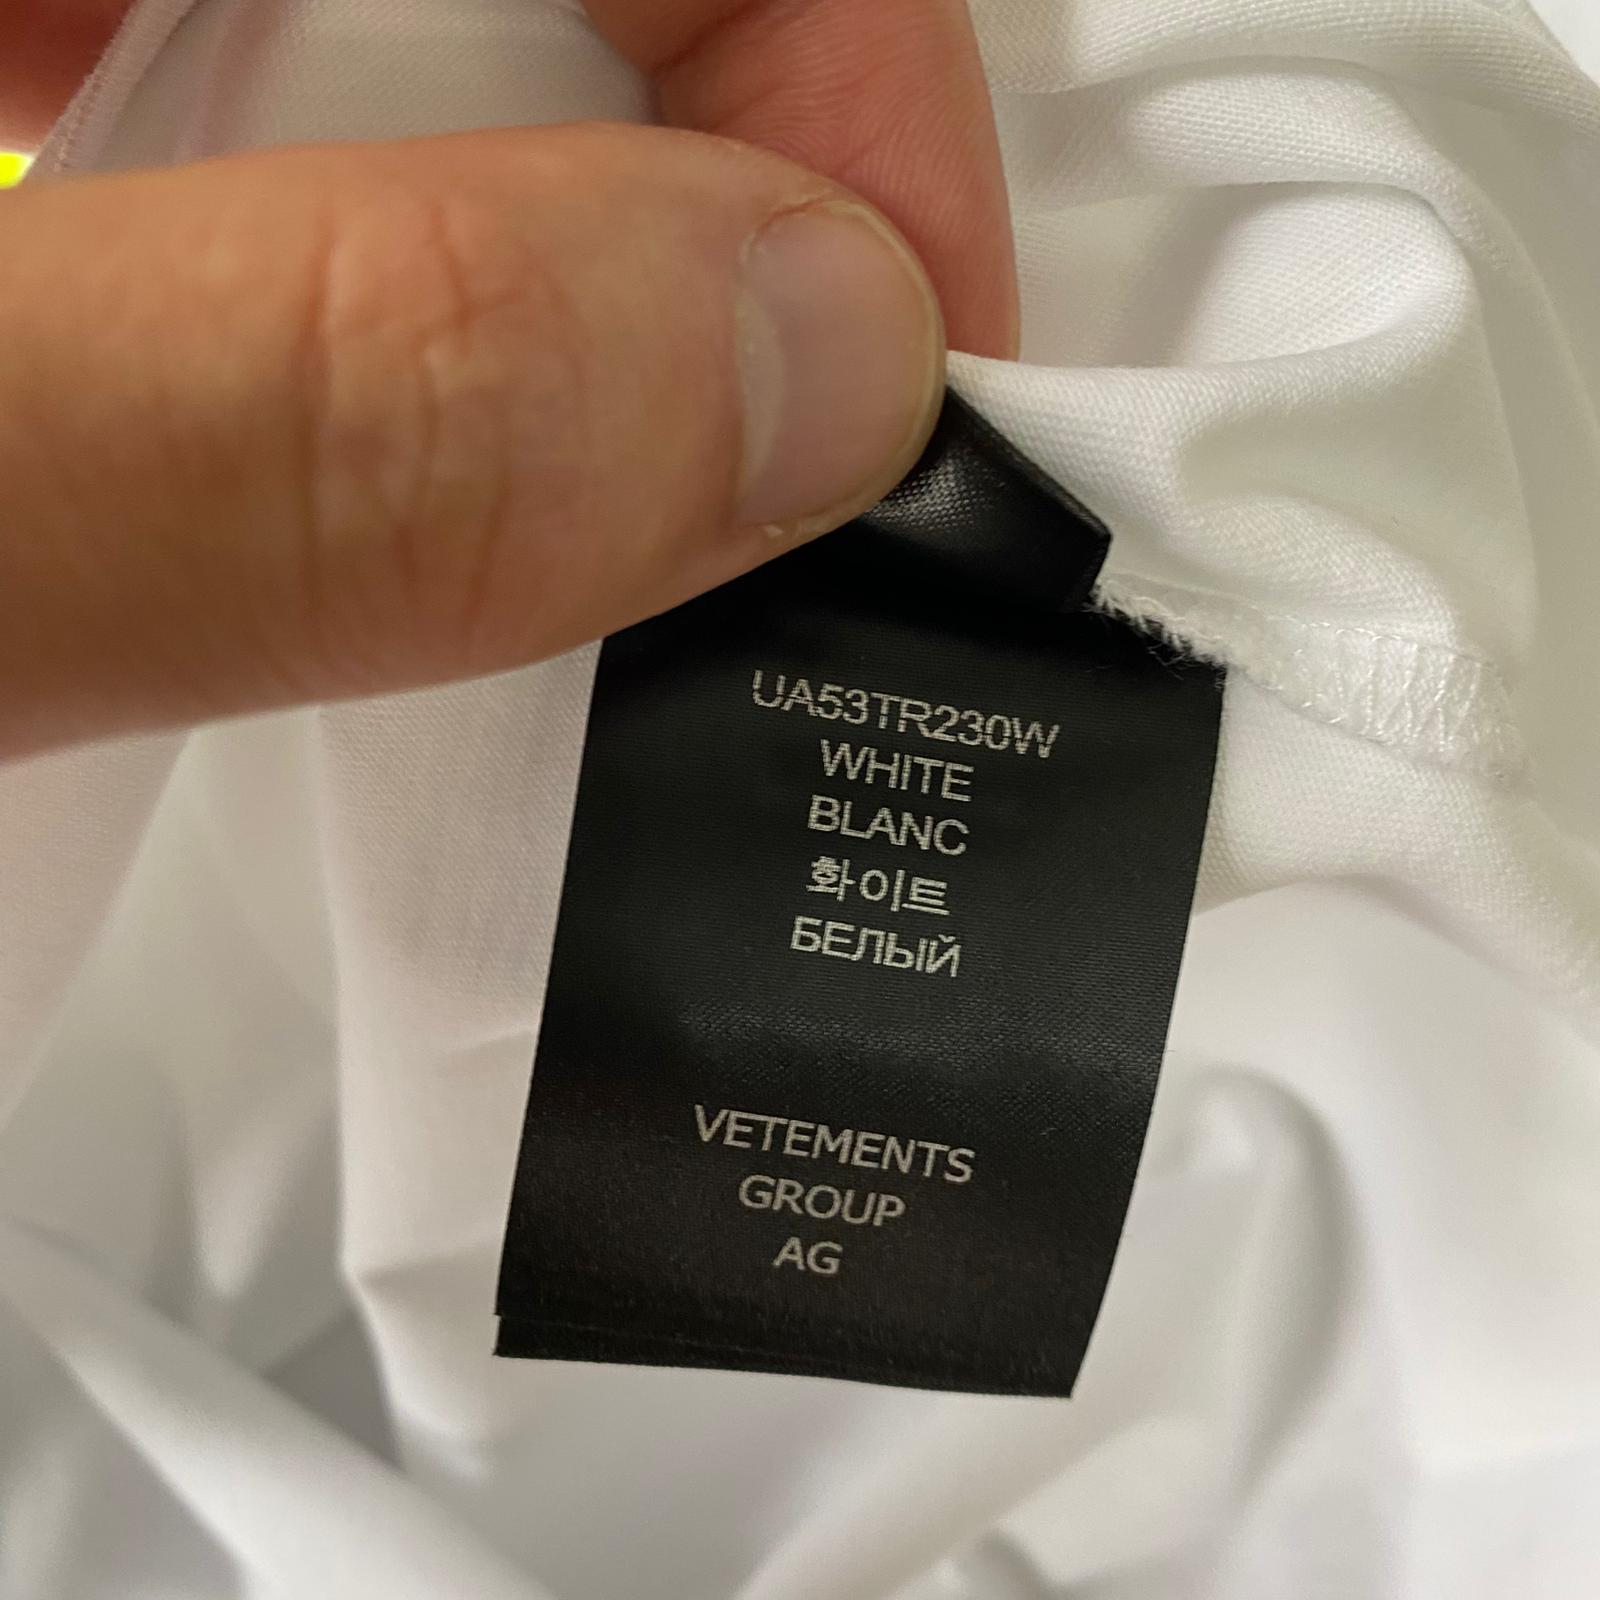 UA53TR230W
WHITE
BLANC
화이트
БЕЛЫЙ
VETEMENTS
GROUP
AG